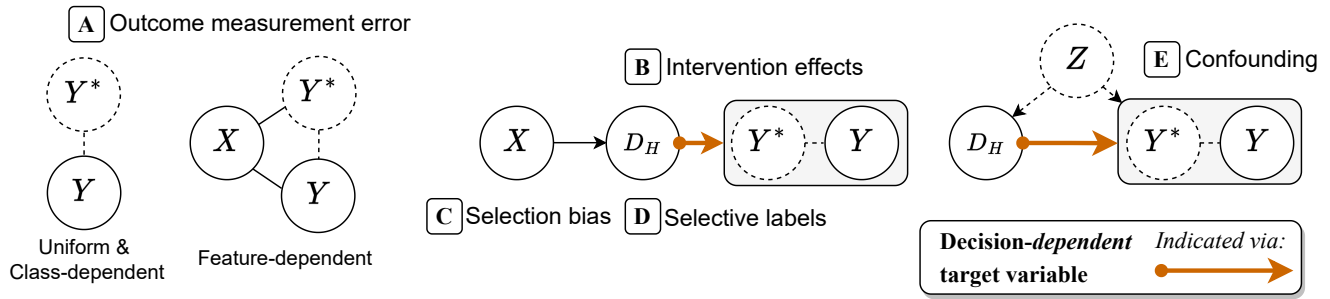 A Outcome measurement error
Y*
Y
Uniform &
Class-dependent
X
Y*
Y
Feature-dependent
B Intervention effects
X
D_H
Y*
Y
C Selection bias
D Selective labels
Z
E Confounding
D_H
Y*
Y
Decision-dependent Indicated via:
target variable